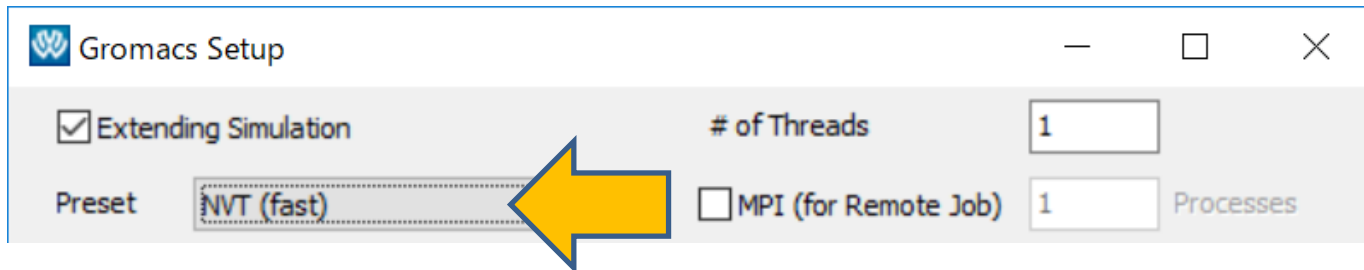 Gromacs Setup
Extending Simulation # of Threads 1
Preset NVT (fast) MPI (for Remote Job) 1 Processes